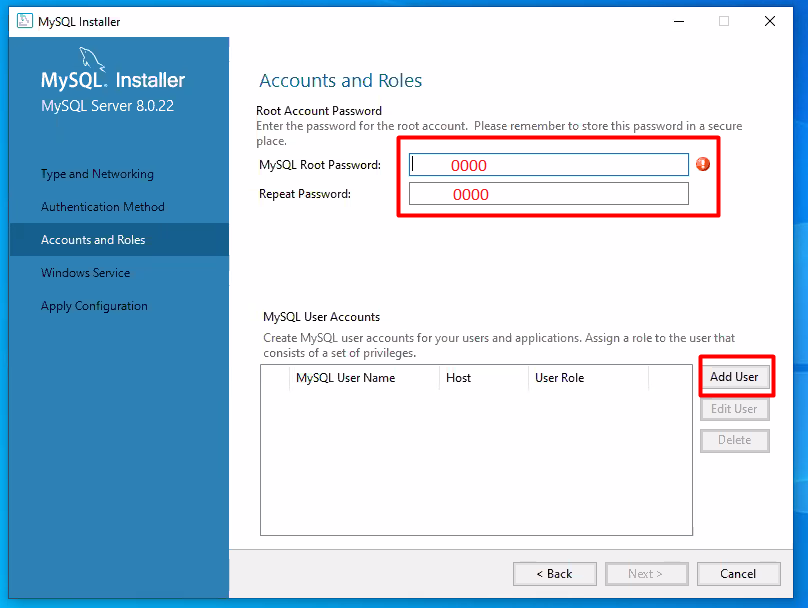 MySQL Installer
MySQL. Installer
MySQL Server 8.0.22
Type and Networking
Authentication Method
Accounts and Roles
Windows Service
Apply Configuration
Accounts and Roles
Root Account Password
Enter the password for the root account. Please remember to store this password in a secure
place.
MySQL Root Password: 0000
Repeat Password: 0000
MySQL User Accounts
Create MySQL user accounts for your users and applications. Assign a role to the user that
consists of a set of privileges.
MySQL User Name Host User Role
Add User
Edit User
Delete
< Back Next > Cancel